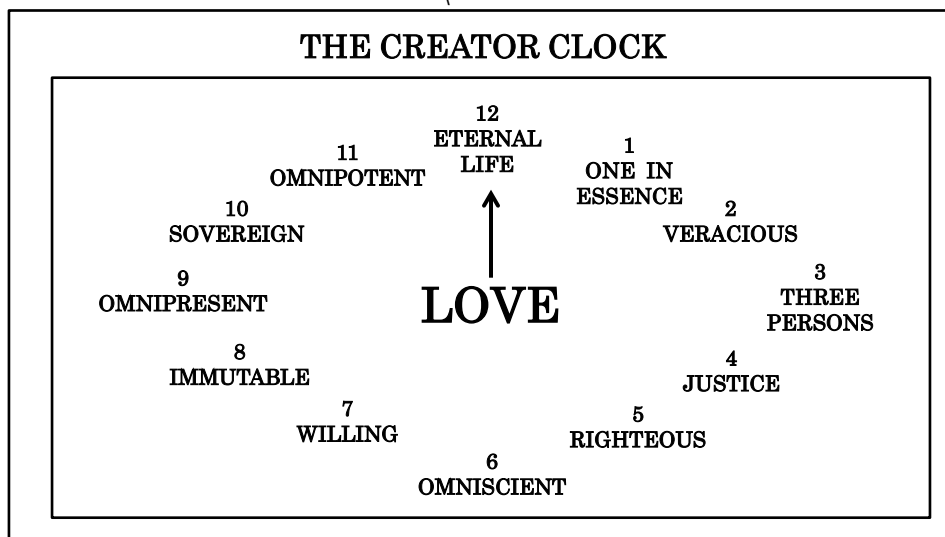 THE CREATOR CLOCK
12
ETERNAL
LIFE
1
ONE IN
ESSENCE
2
VERACIOUS
3
THREE
PERSONS
4
JUSTICE
5
RIGHTEOUS
6
OMNISCIENT
7
WILLING
8
IMMUTABLE
9
OMNIPRESENT
10
SOVEREIGN
11
OMNIPOTENT
LOVE